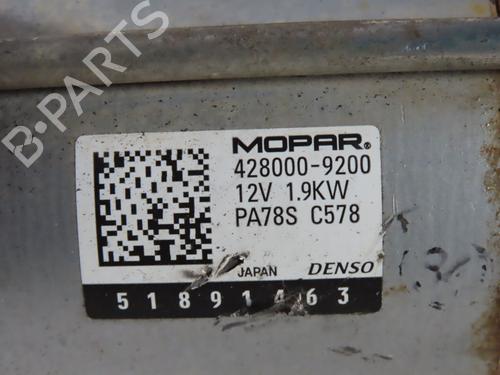 B-PARTS
MOPAR®
428000-9200
12V 1.9KW
PA78S C578
JAPAN DENSO
51891463